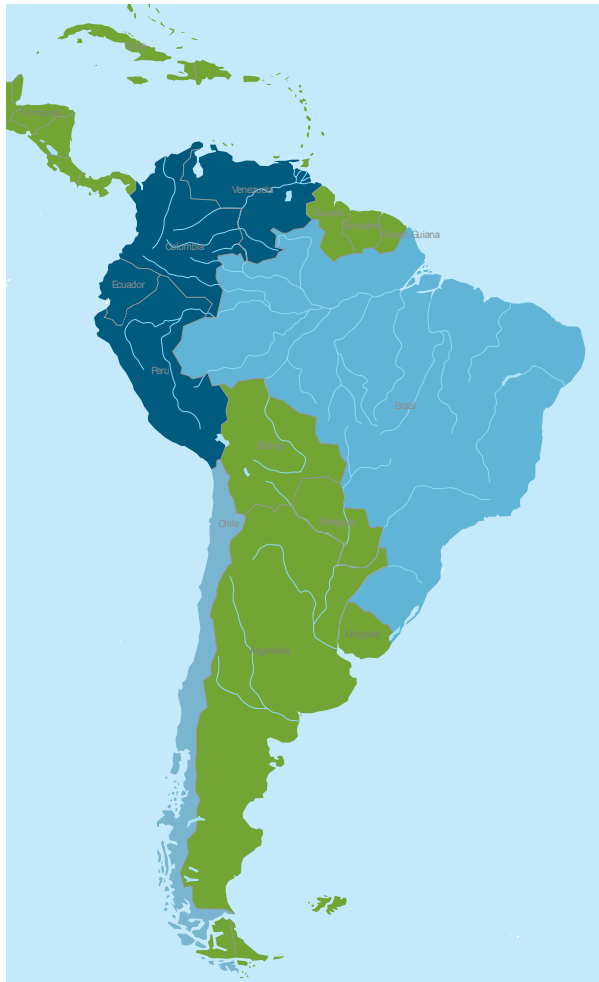 Venezuela
Guiana
Colombia
Ecuador
Peru
Brazil
Bolivia
Chile
Paraguay
Uruguay
Argentina